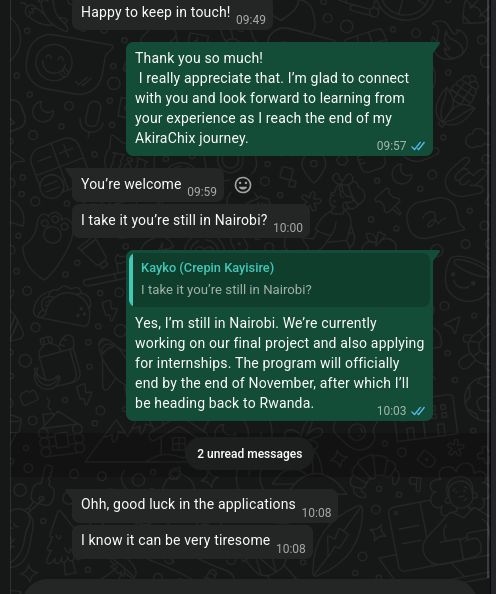 Happy to keep in touch! 09:49
Thank you so much!
I really appreciate that. I’m glad to connect
with you and look forward to learning from
your experience as I reach the end of my
AkiraChix journey.
09:57
You’re welcome 09:59
I take it you’re still in Nairobi? 10:00
Kayko (Crepin Kayisire)
I take it you’re still in Nairobi?
Yes, I’m still in Nairobi. We’re currently
working on our final project and also applying
for internships. The program will officially
end by the end of November, after which I’ll
be heading back to Rwanda.
10:03
2 unread messages
Ohh, good luck in the applications 10:08
I know it can be very tiresome 10:08